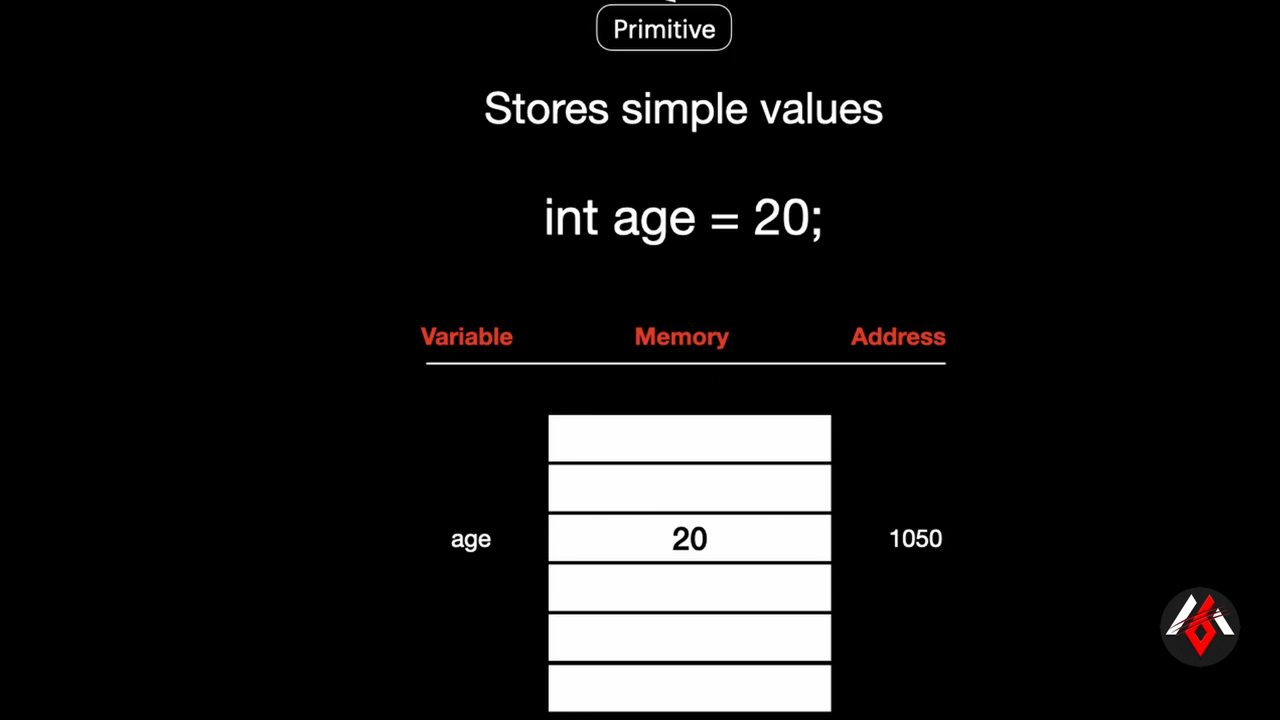 Primitive
Stores simple values
int age = 20;
Variable Memory Address
age 20 1050